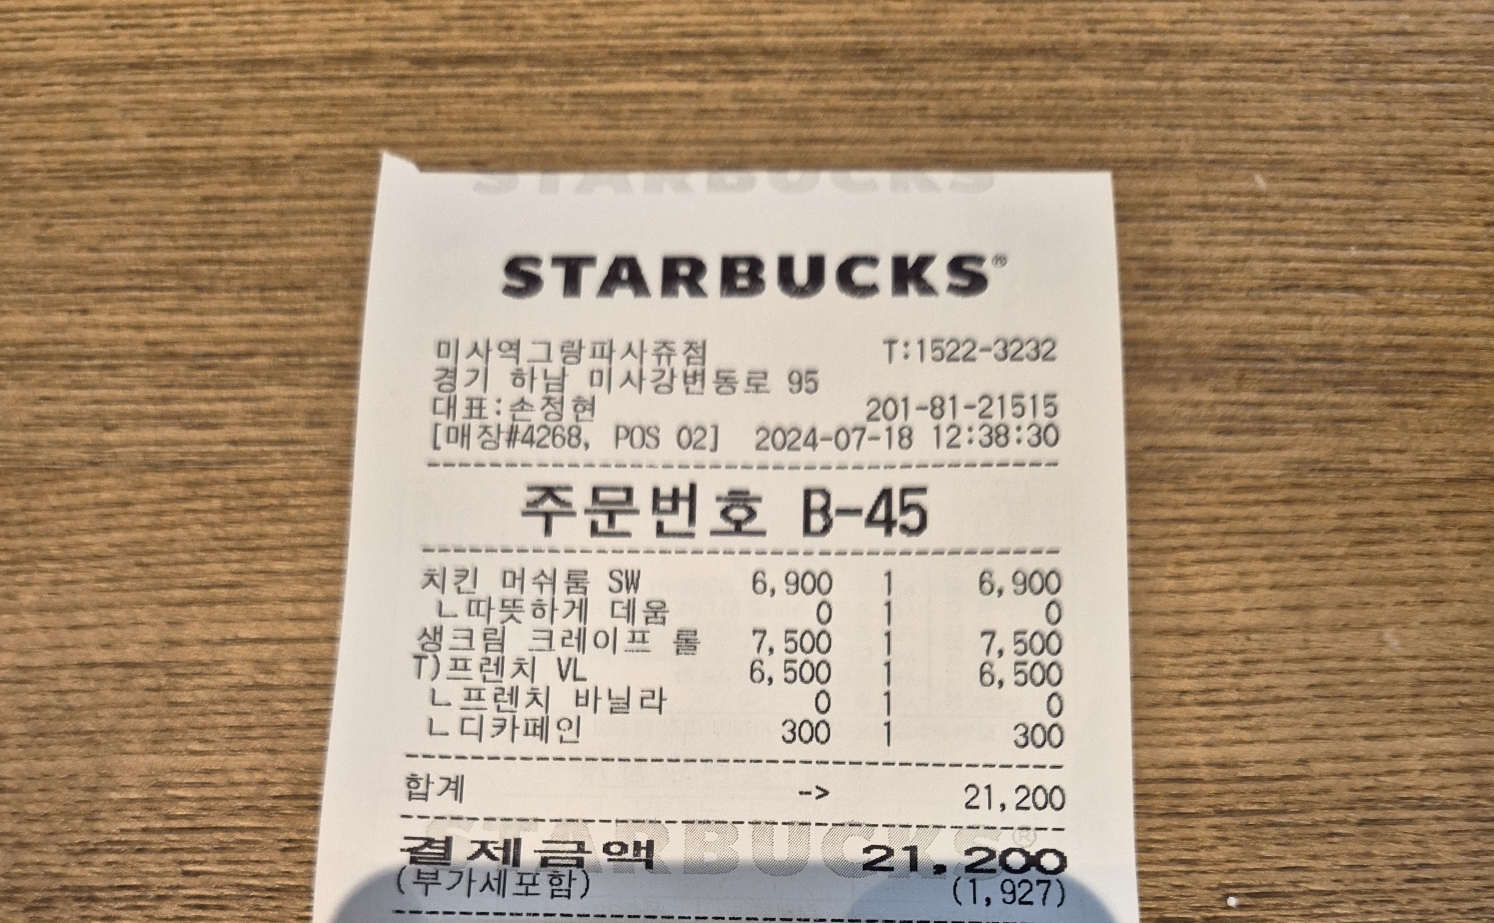 STARBUCKS
STARBUCKS®
미사역그랑파사쥬점 T:1522-3232
경기 하남 미사강변동로 95
대표:손정현 201-81-21515
[매장#4268, POS 02] 2024-07-18 12:38:30
주문번호 B-45
치킨 머쉬룸 SW 6,900 1 6,900
ㄴ따뜻하게 데움 0 1 0
생크림 크레이프 롤 7,500 1 7,500
T)프렌치 VL 6,500 1 6,500
ㄴ프렌치 바닐라 0 1 0
ㄴ디카페인 300 1 300
합계 -> 21,200
STARBUCKS®
결제금액 21,200
(부가세포함) (1,927)